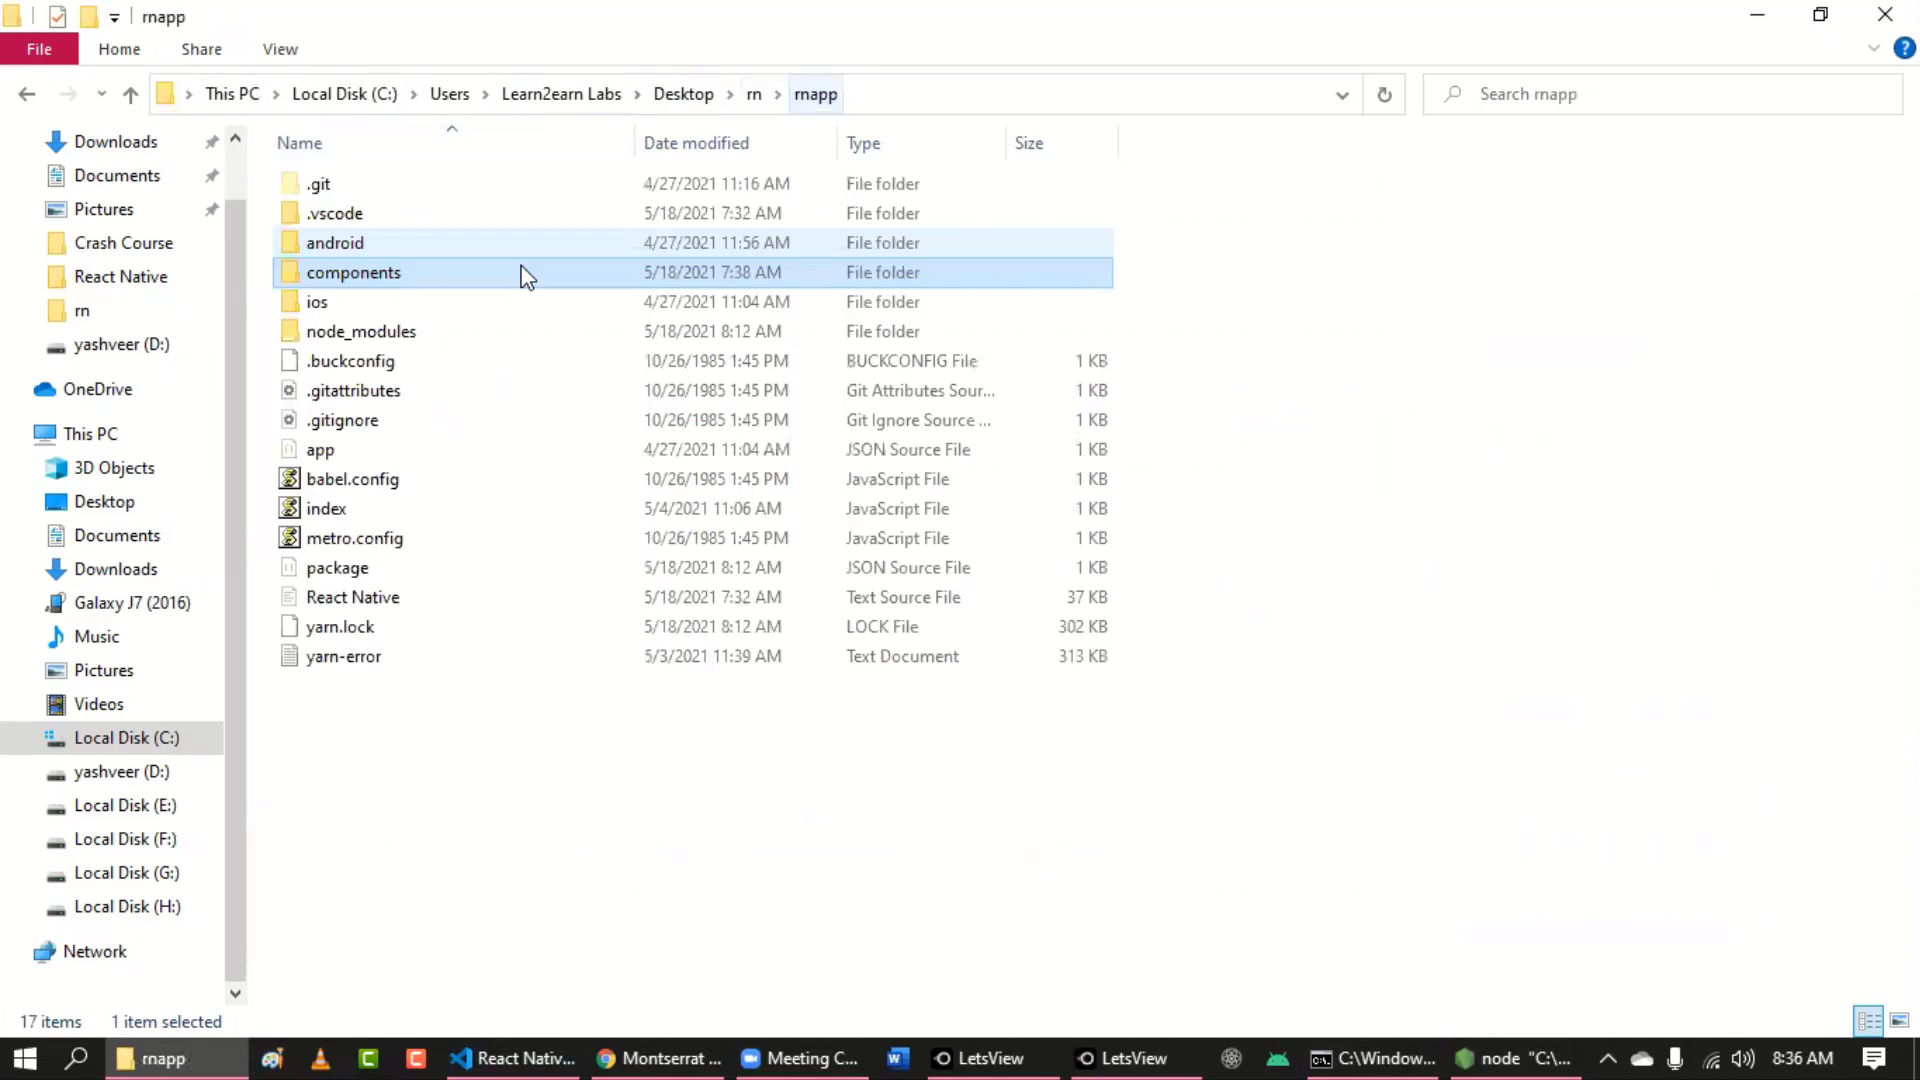 rnapp
File Home Share View
This PC Local Disk (C:) Users Learn2earn Labs Desktop rn rnapp Search rnapp
Name Date modified Type Size
Downloads
Documents
Pictures
Crash Course
React Native
rn
yashveer (D:)
OneDrive
This PC
3D Objects
Desktop
Documents
Downloads
Galaxy J7 (2016)
Music
Pictures
Videos
Local Disk (C:)
yashveer (D:)
Local Disk (E:)
Local Disk (F:)
Local Disk (G:)
Local Disk (H:)
Network
.git 4/27/2021 11:16 AM File folder
.vscode 5/18/2021 7:32 AM File folder
android 4/27/2021 11:56 AM File folder
components 5/18/2021 7:38 AM File folder
ios 4/27/2021 11:04 AM File folder
node_modules 5/18/2021 8:12 AM File folder
.buckconfig 10/26/1985 1:45 PM BUCKCONFIG File 1 KB
.gitattributes 10/26/1985 1:45 PM Git Attributes Sour... 1 KB
.gitignore 10/26/1985 1:45 PM Git Ignore Source ... 1 KB
app 4/27/2021 11:04 AM JSON Source File 1 KB
babel.config 10/26/1985 1:45 PM JavaScript File 1 KB
index 5/4/2021 11:06 AM JavaScript File 1 KB
metro.config 10/26/1985 1:45 PM JavaScript File 1 KB
package 5/18/2021 8:12 AM JSON Source File 1 KB
React Native 5/18/2021 7:32 AM Text Source File 37 KB
yarn.lock 5/18/2021 8:12 AM LOCK File 302 KB
yarn-error 5/3/2021 11:39 AM Text Document 313 KB
17 items 1 item selected
rnapp React Nativ... Montserrat ... Meeting C... LetsView LetsView C:\Window... node "C:\... 8:36 AM